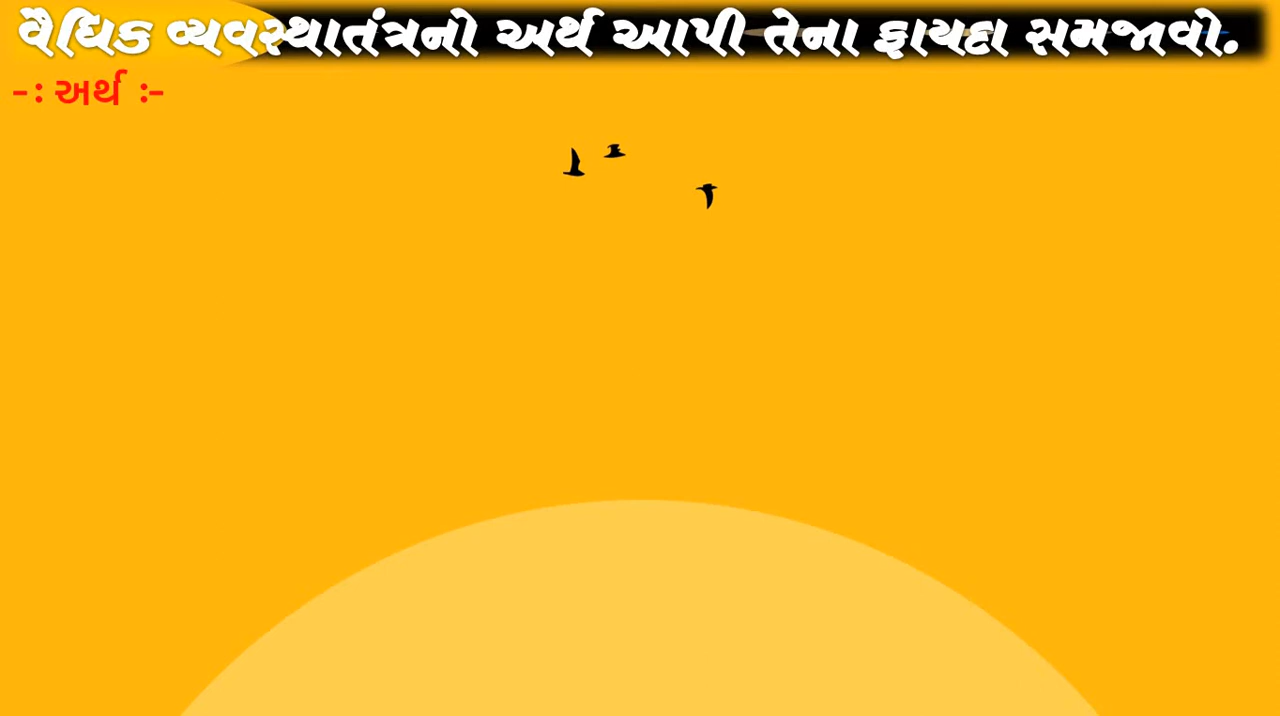 વૈધિક વ્યવસ્થાતંત્રનો અર્થ આપી તેના ફાયદા સમજાવો.
-: અર્થ :-